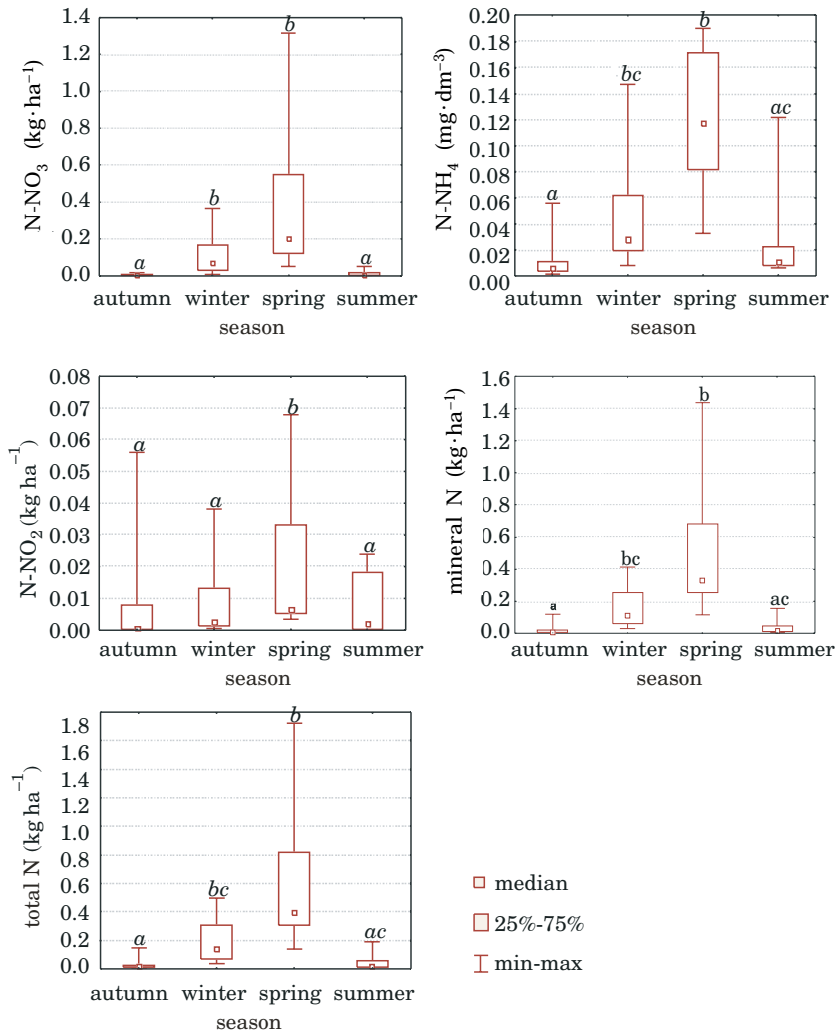 N-NO3 (kg·ha−1)
1.4
1.2
1.0
0.8
0.6
0.4
0.2
0.0
a
b
b
a
autumn winter spring summer
season
N-NH4 (mg·dm−3)
0.20
0.18
0.16
0.14
0.12
0.10
0.08
0.06
0.04
0.02
0.00
a
bc
b
ac
autumn winter spring summer
season
N-NO2 (kg ha−1)
0.08
0.07
0.06
0.05
0.04
0.03
0.02
0.01
0.00
a
a
b
a
autumn winter spring summer
season
mineral N (kg·ha−1)
1.6
1.4
1.2
1.0
0.8
0.6
0.4
0.2
0.0
a
bc
b
ac
autumn winter spring summer
season
total N (kg ha−1)
1.8
1.6
1.4
1.2
1.0
0.8
0.6
0.4
0.2
0.0
a
bc
b
ac
autumn winter spring summer
season
median
25%-75%
min-max